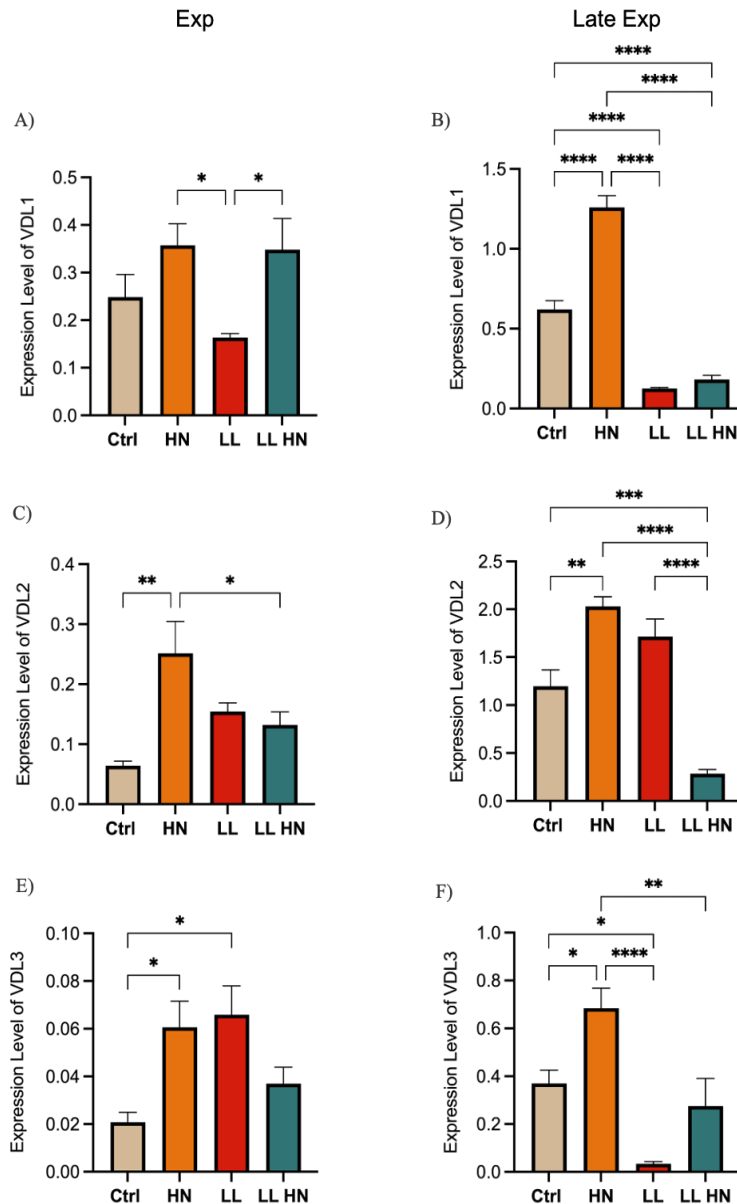 Exp
Late Exp
A)
Expression Level of VDL1
0.5
0.4
0.3
0.2
0.1
0.0
* *
Ctrl HN LL LL HN
B)
Expression Level of VDL1
1.5
1.0
0.5
0.0
****
****
****
**** ****
Ctrl HN LL LL HN
C)
Expression Level of VDL2
0.4
0.3
0.2
0.1
0.0
** *
Ctrl HN LL LL HN
D)
Expression Level of VDL2
2.5
2.0
1.5
1.0
0.5
0.0
***
****
** ****
Ctrl HN LL LL HN
E)
Expression Level of VDL3
0.10
0.08
0.06
0.04
0.02
0.00
*
*
Ctrl HN LL LL HN
F)
Expression Level of VDL3
1.0
0.8
0.6
0.4
0.2
0.0
**
*
* ****
Ctrl HN LL LL HN